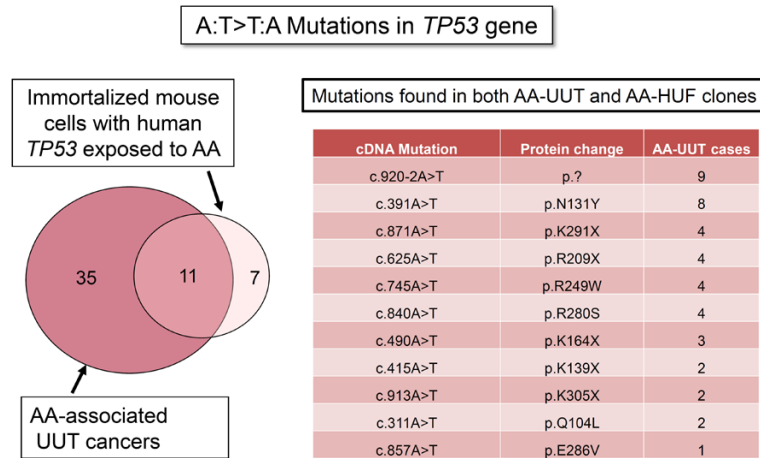 A:T>T:A Mutations in TP53 gene
Immortalized mouse
cells with human
TP53 exposed to AA
35
11
7
AA-associated
UUT cancers
Mutations found in both AA-UUT and AA-HUF clones
cDNA Mutation Protein change AA-UUT cases
c.920-2A>T p.? 9
c.391A>T p.N131Y 8
c.871A>T p.K291X 4
c.625A>T p.R209X 4
c.745A>T p.R249W 4
c.840A>T p.R280S 4
c.490A>T p.K164X 3
c.415A>T p.K139X 2
c.913A>T p.K305X 2
c.311A>T p.Q104L 2
c.857A>T p.E286V 1